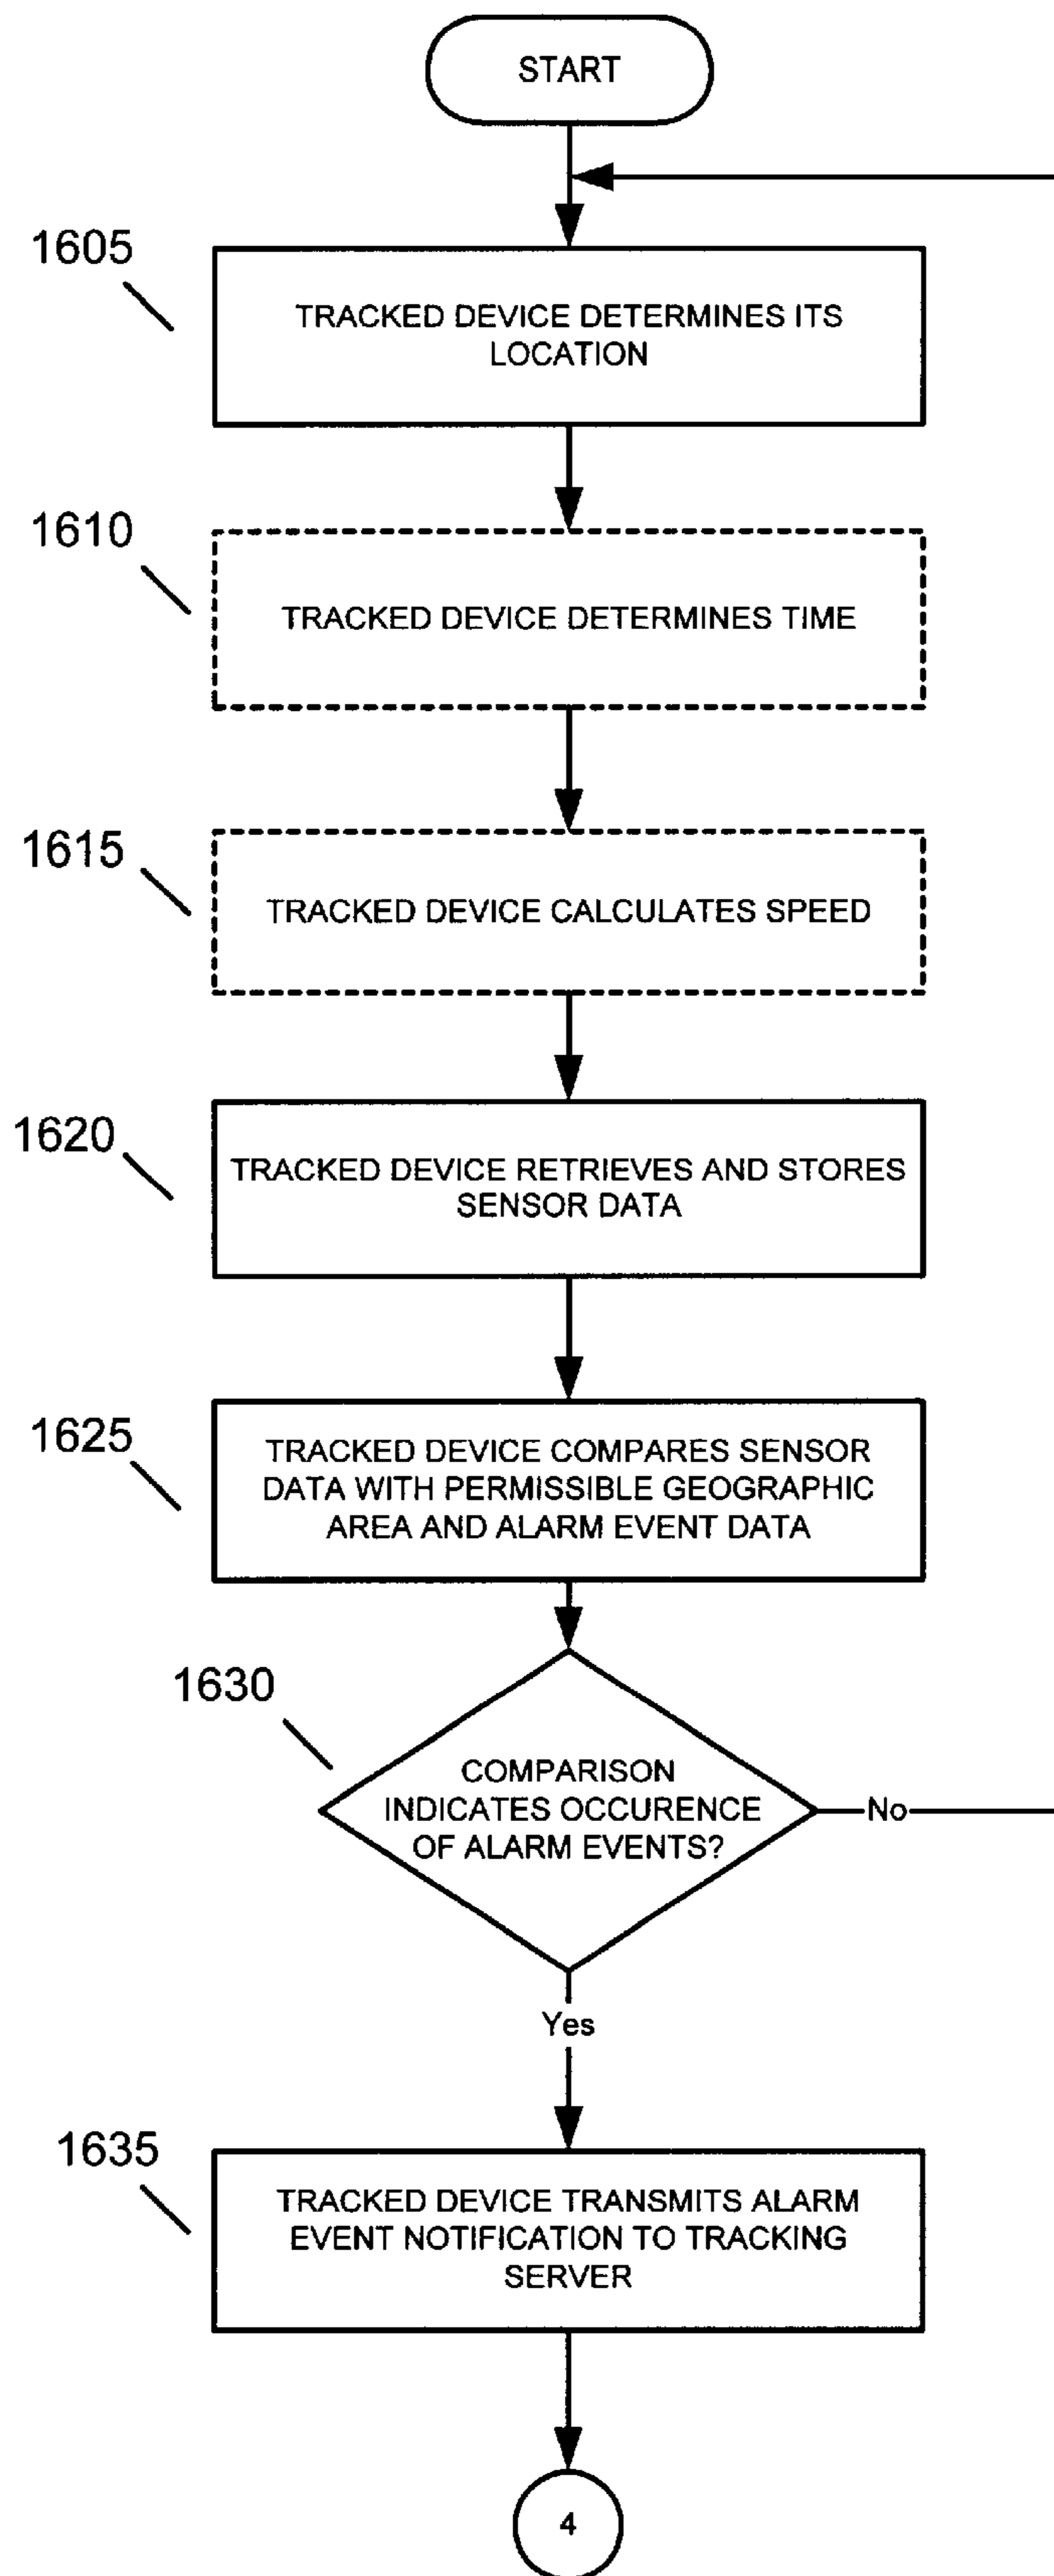 START
1605
TRACKED DEVICE DETERMINES ITS
LOCATION
1610
TRACKED DEVICE DETERMINES TIME
1615
TRACKED DEVICE CALCULATES SPEED
1620
TRACKED DEVICE RETRIEVES AND STORES
SENSOR DATA
1625
TRACKED DEVICE COMPARES SENSOR
DATA WITH PERMISSIBLE GEOGRAPHIC
AREA AND ALARM EVENT DATA
1630
COMPARISON
INDICATES OCCURENCE
OF ALARM EVENTS?
No
Yes
1635
TRACKED DEVICE TRANSMITS ALARM
EVENT NOTIFICATION TO TRACKING
SERVER
4